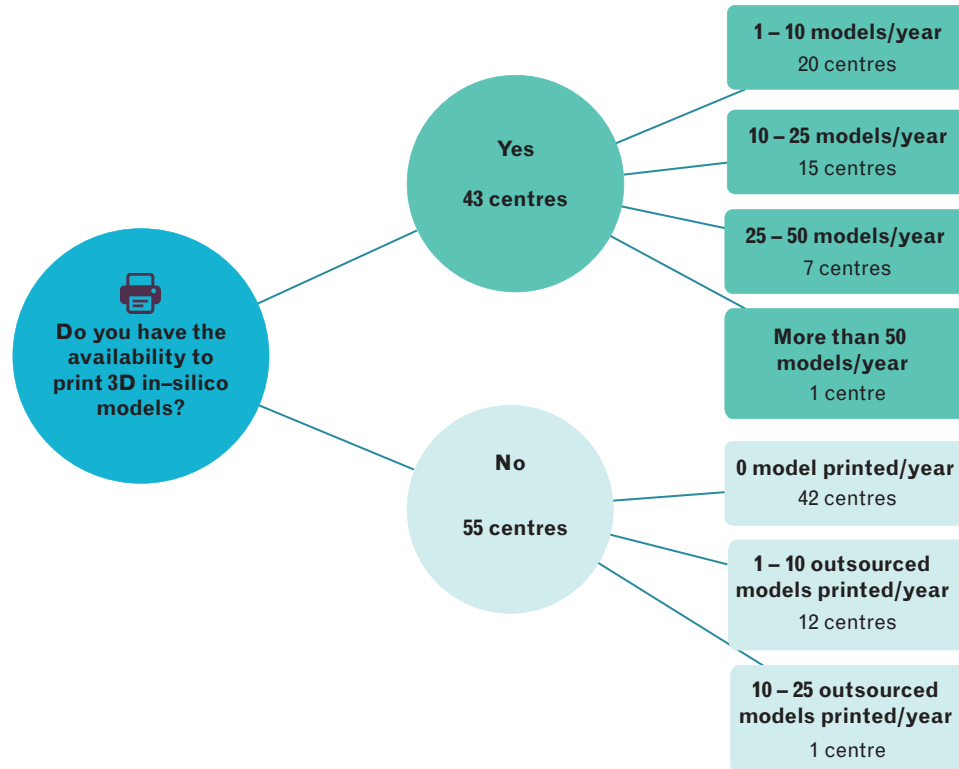 Do you have the
availability to
print 3D in–silico
models?
Yes
43 centres
1 – 10 models/year
20 centres
10 – 25 models/year
15 centres
25 – 50 models/year
7 centres
More than 50
models/year
1 centre
No
55 centres
0 model printed/year
42 centres
1 – 10 outsourced
models printed/year
12 centres
10 – 25 outsourced
models printed/year
1 centre